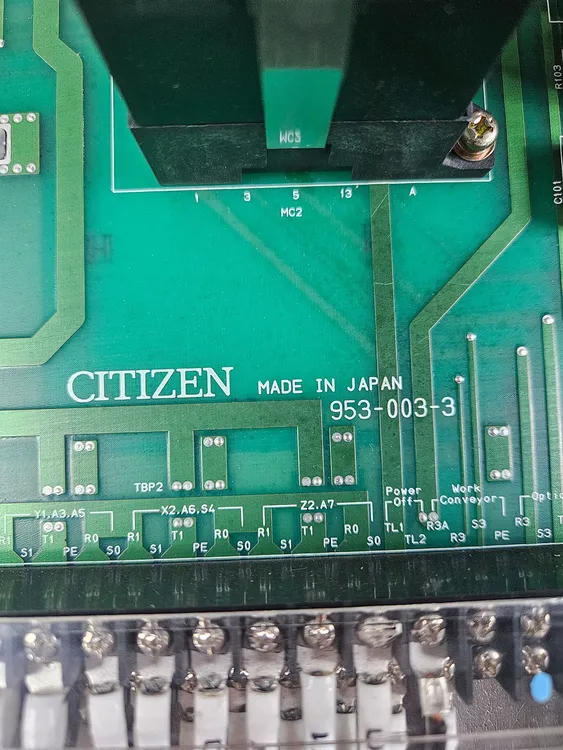 R103
C101
WC3
1 3 5 13 A
MC2
CITIZEN MADE IN JAPAN
953-003-3
TBP2
Y1.A3.A5 X2.A6.S4 Z2.A7
Power Off
Work Conveyor
R1 S1 T1 PE R0 S0 R1 S1 T1 PE R0 S0 R1 S1 T1 PE R0 S0 TL1 TL2 R3A R3 S3 PE R3 S3